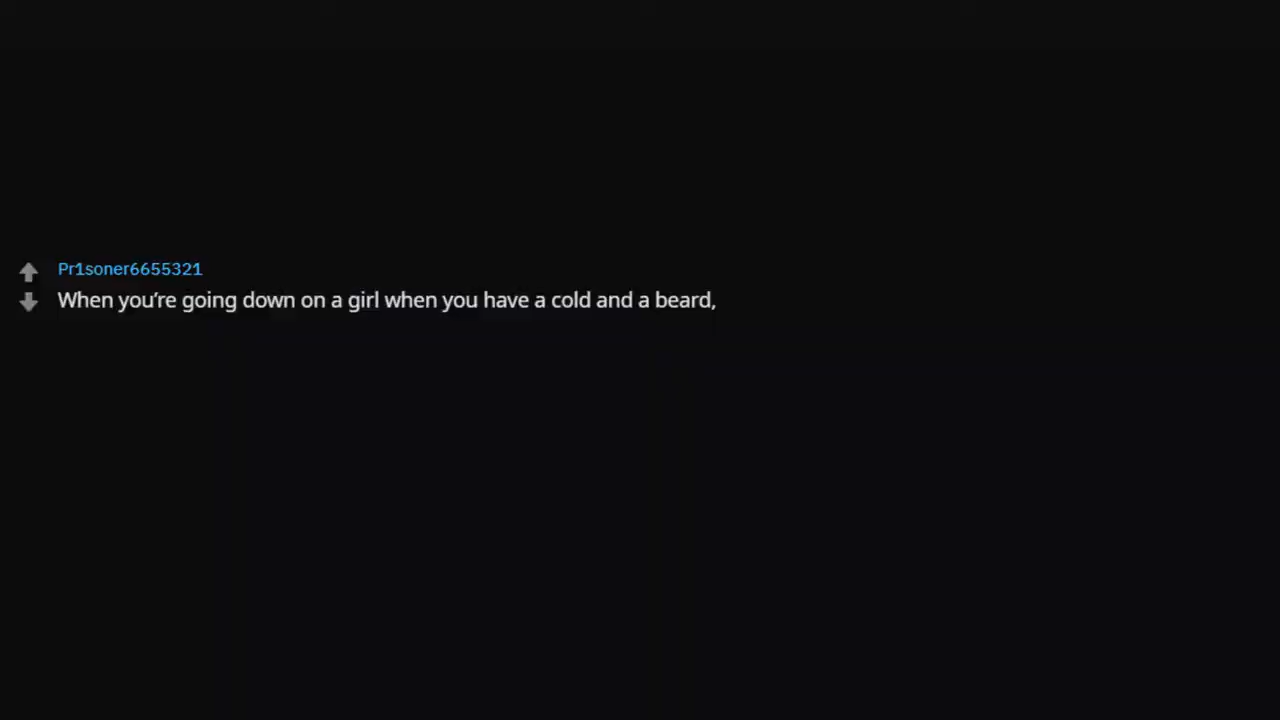 Pr1soner6655321
When you’re going down on a girl when you have a cold and a beard,